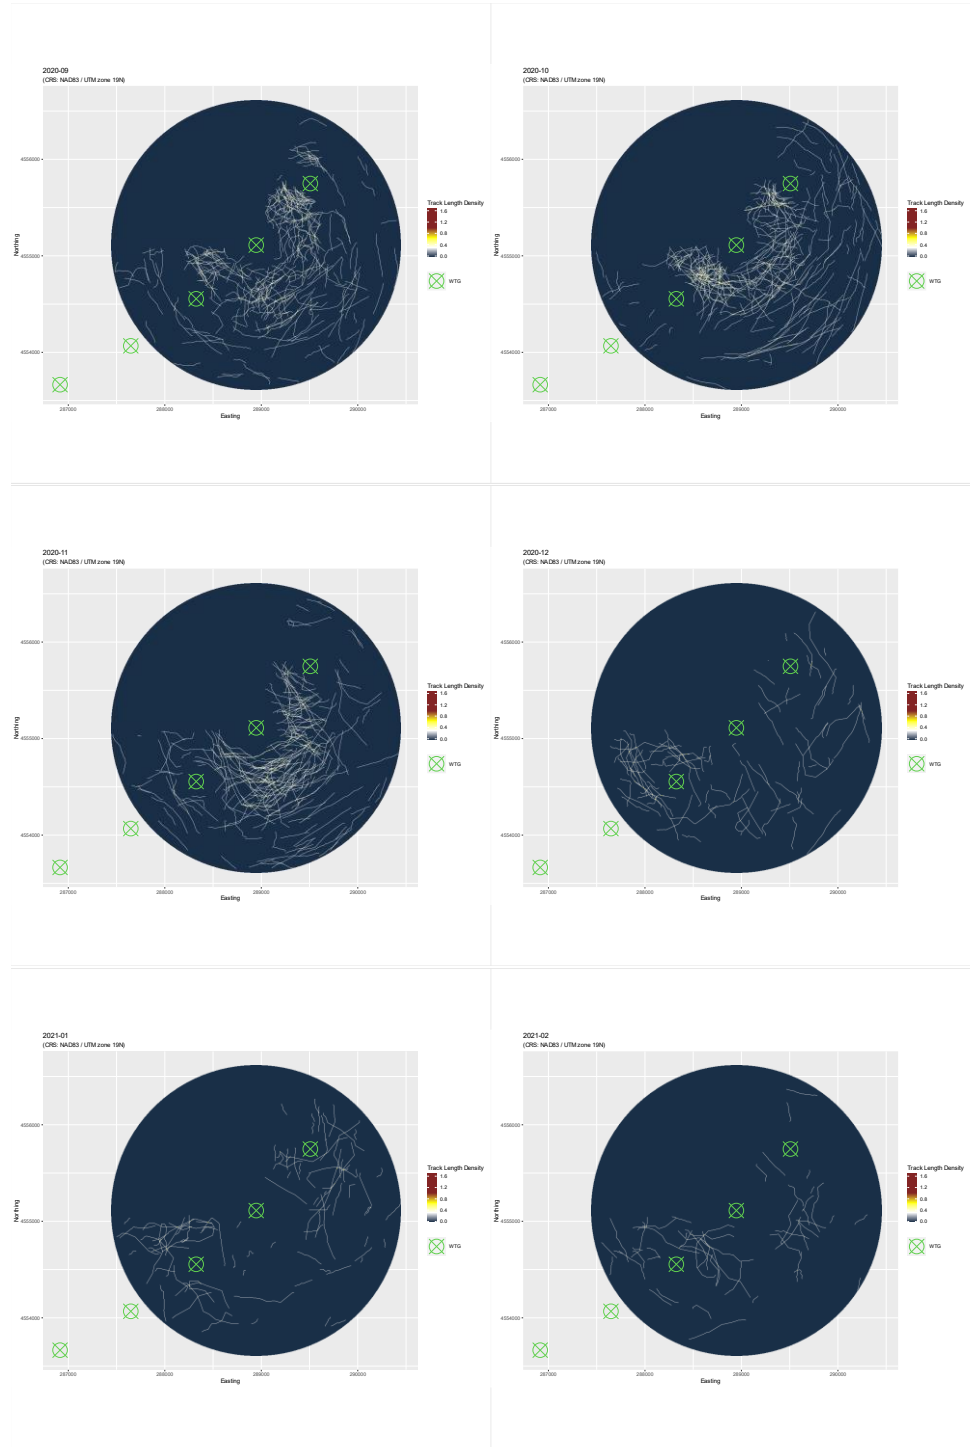 2020-09
(CRS: NAD83 / UTM zone 19N)
Northing
4556000
4555000
4554000
287000
288000
289000
290000
Easting
Track Length Density
1.6
1.2
0.8
0.4
0.0
WTG
2020-10
(CRS: NAD83 / UTM zone 19N)
Northing
4556000
4555000
4554000
287000
288000
289000
290000
Easting
Track Length Density
1.6
1.2
0.8
0.4
0.0
WTG
2020-11
(CRS: NAD83 / UTM zone 19N)
Northing
4556000
4555000
4554000
287000
288000
289000
290000
Easting
Track Length Density
1.6
1.2
0.8
0.4
0.0
WTG
2020-12
(CRS: NAD83 / UTM zone 19N)
Northing
4556000
4555000
4554000
287000
288000
289000
290000
Easting
Track Length Density
1.6
1.2
0.8
0.4
0.0
WTG
2021-01
(CRS: NAD83 / UTM zone 19N)
Northing
4556000
4555000
4554000
287000
288000
289000
290000
Easting
Track Length Density
1.6
1.2
0.8
0.4
0.0
WTG
2021-02
(CRS: NAD83 / UTM zone 19N)
Northing
4556000
4555000
4554000
287000
288000
289000
290000
Easting
Track Length Density
1.6
1.2
0.8
0.4
0.0
WTG